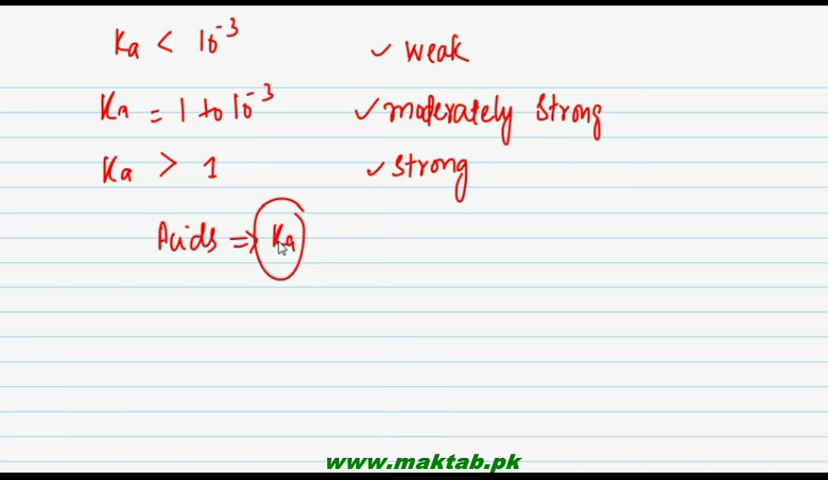 Ka < 10⁻³ ✓ weak
Ka = 1 to 10⁻³ ✓ moderately strong
Ka > 1 ✓ strong
Acids ⇒ Ka
www.maktab.pk